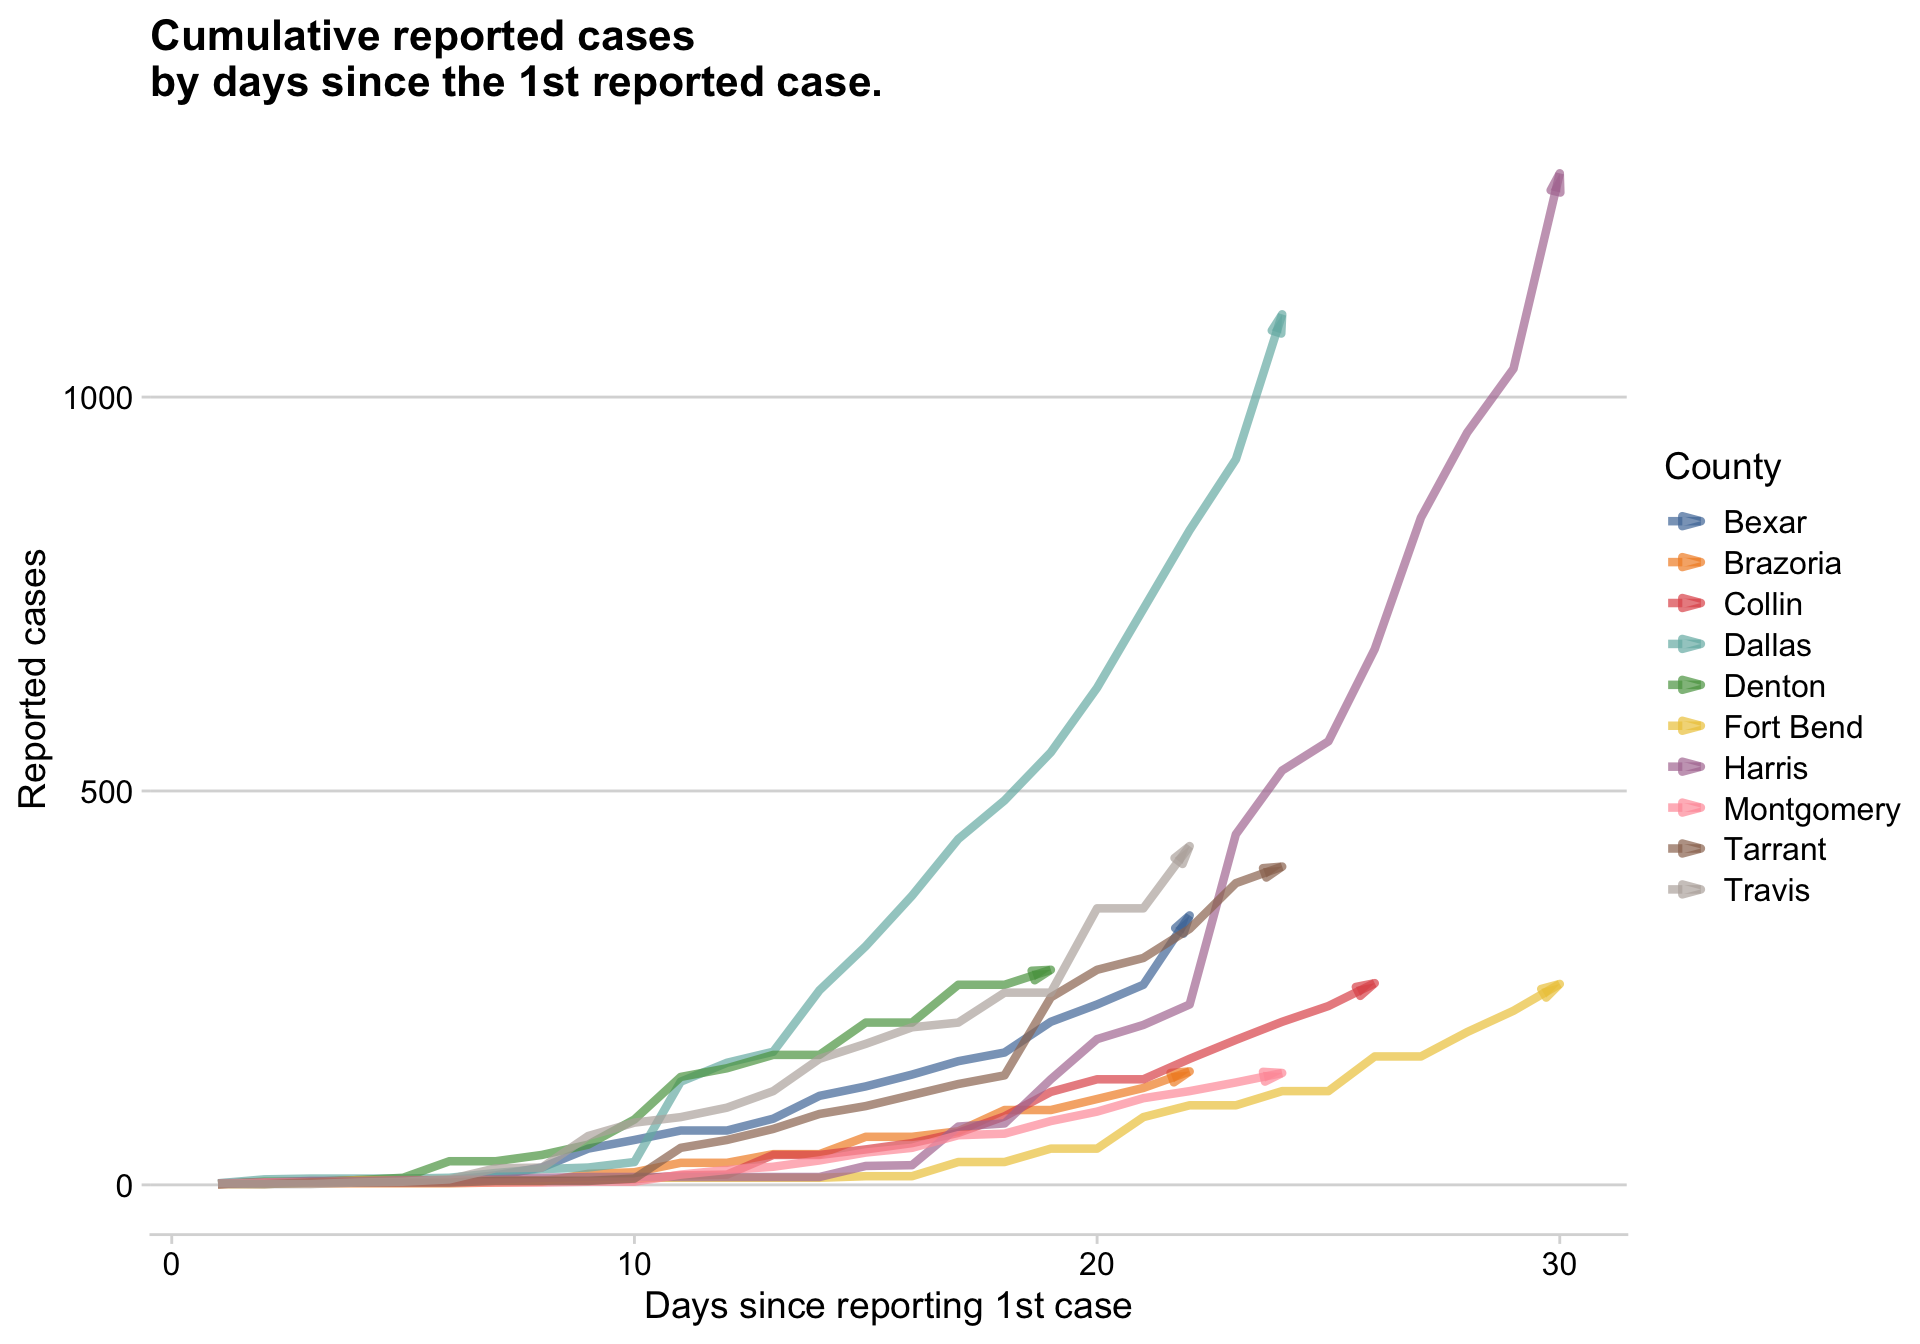 Cumulative reported cases
by days since the 1st reported case.
Reported cases
1000
500
0
0 10 20 30
Days since reporting 1st case
County
Bexar
Brazoria
Collin
Dallas
Denton
Fort Bend
Harris
Montgomery
Tarrant
Travis